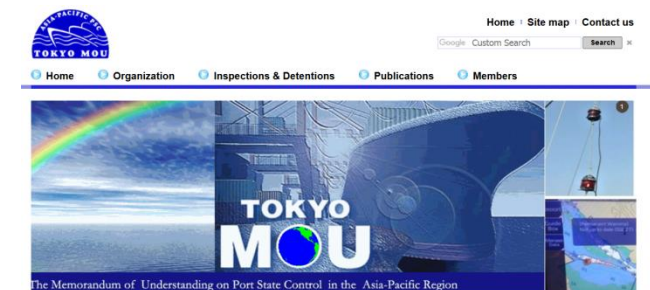 ASIA-PACIFIC PSC
TOKYO MOU
Home Site map Contact us
Google Custom Search Search ×
Home Organization Inspections & Detentions Publications Members
1
TOKYO
MOU
The Memorandum of Understanding on Port State Control in the Asia-Pacific Region